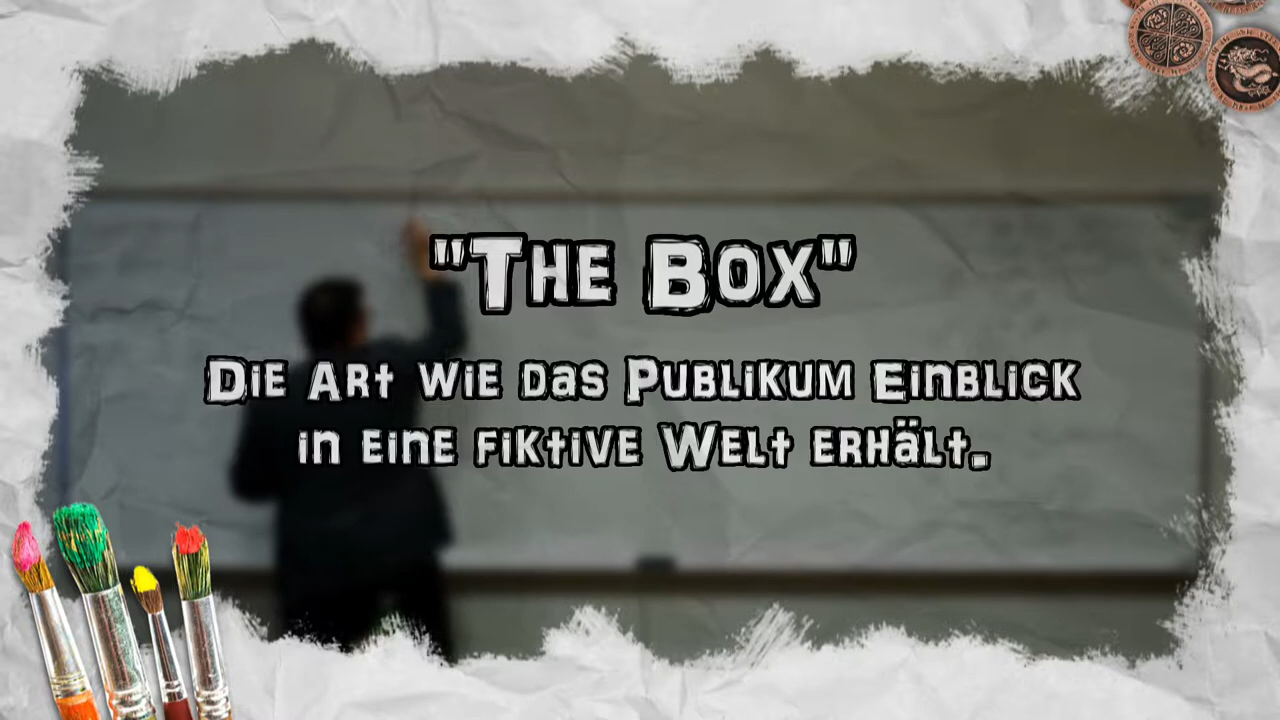 "The Box"
Die Art wie das Publikum Einblick
in eine fiktive Welt erhält.